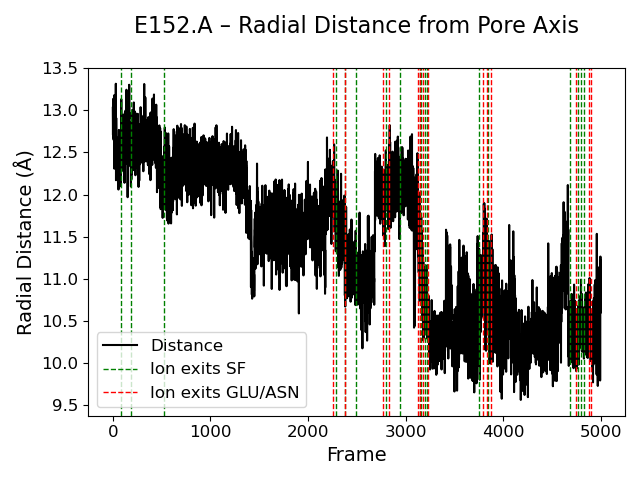 E152.A – Radial Distance from Pore Axis
Radial Distance (Å)
13.5
13.0
12.5
12.0
11.5
11.0
10.5
10.0
9.5
Distance
Ion exits SF
Ion exits GLU/ASN
0
1000
2000
3000
4000
5000
Frame